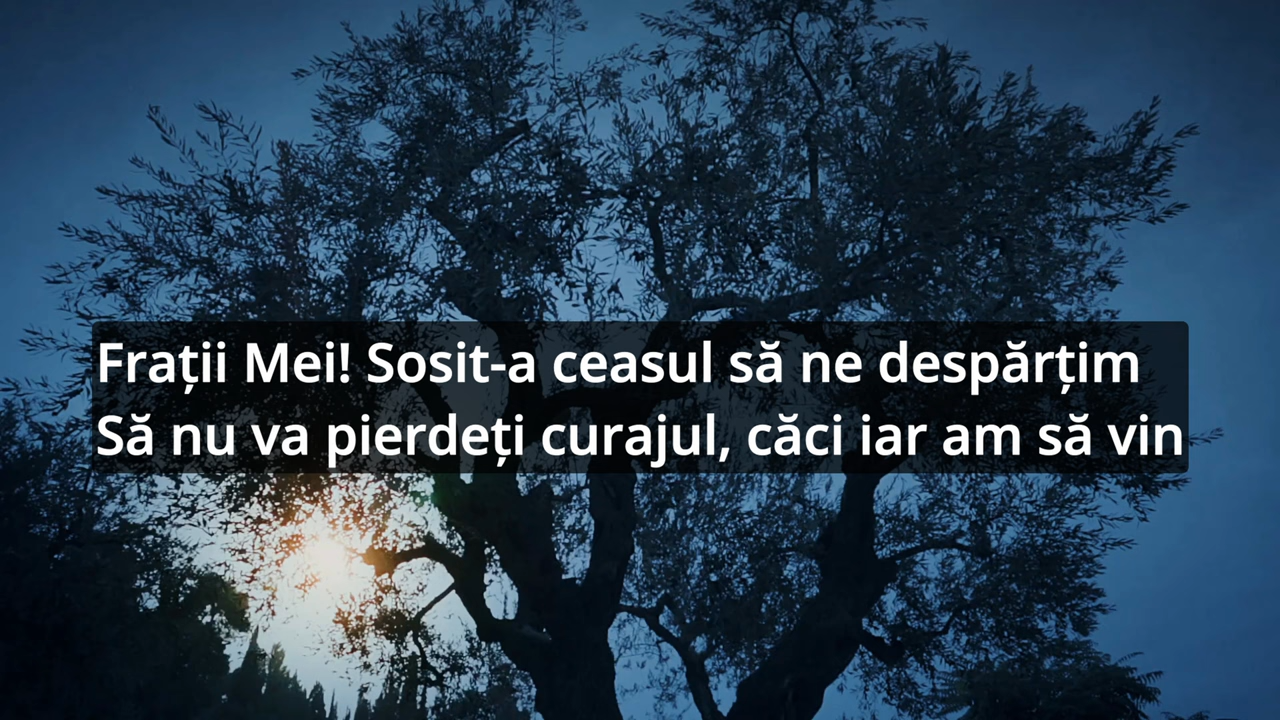 Frații Mei! Sosit-a ceasul să ne despărțim
Să nu va pierdeți curajul, căci iar am să vin